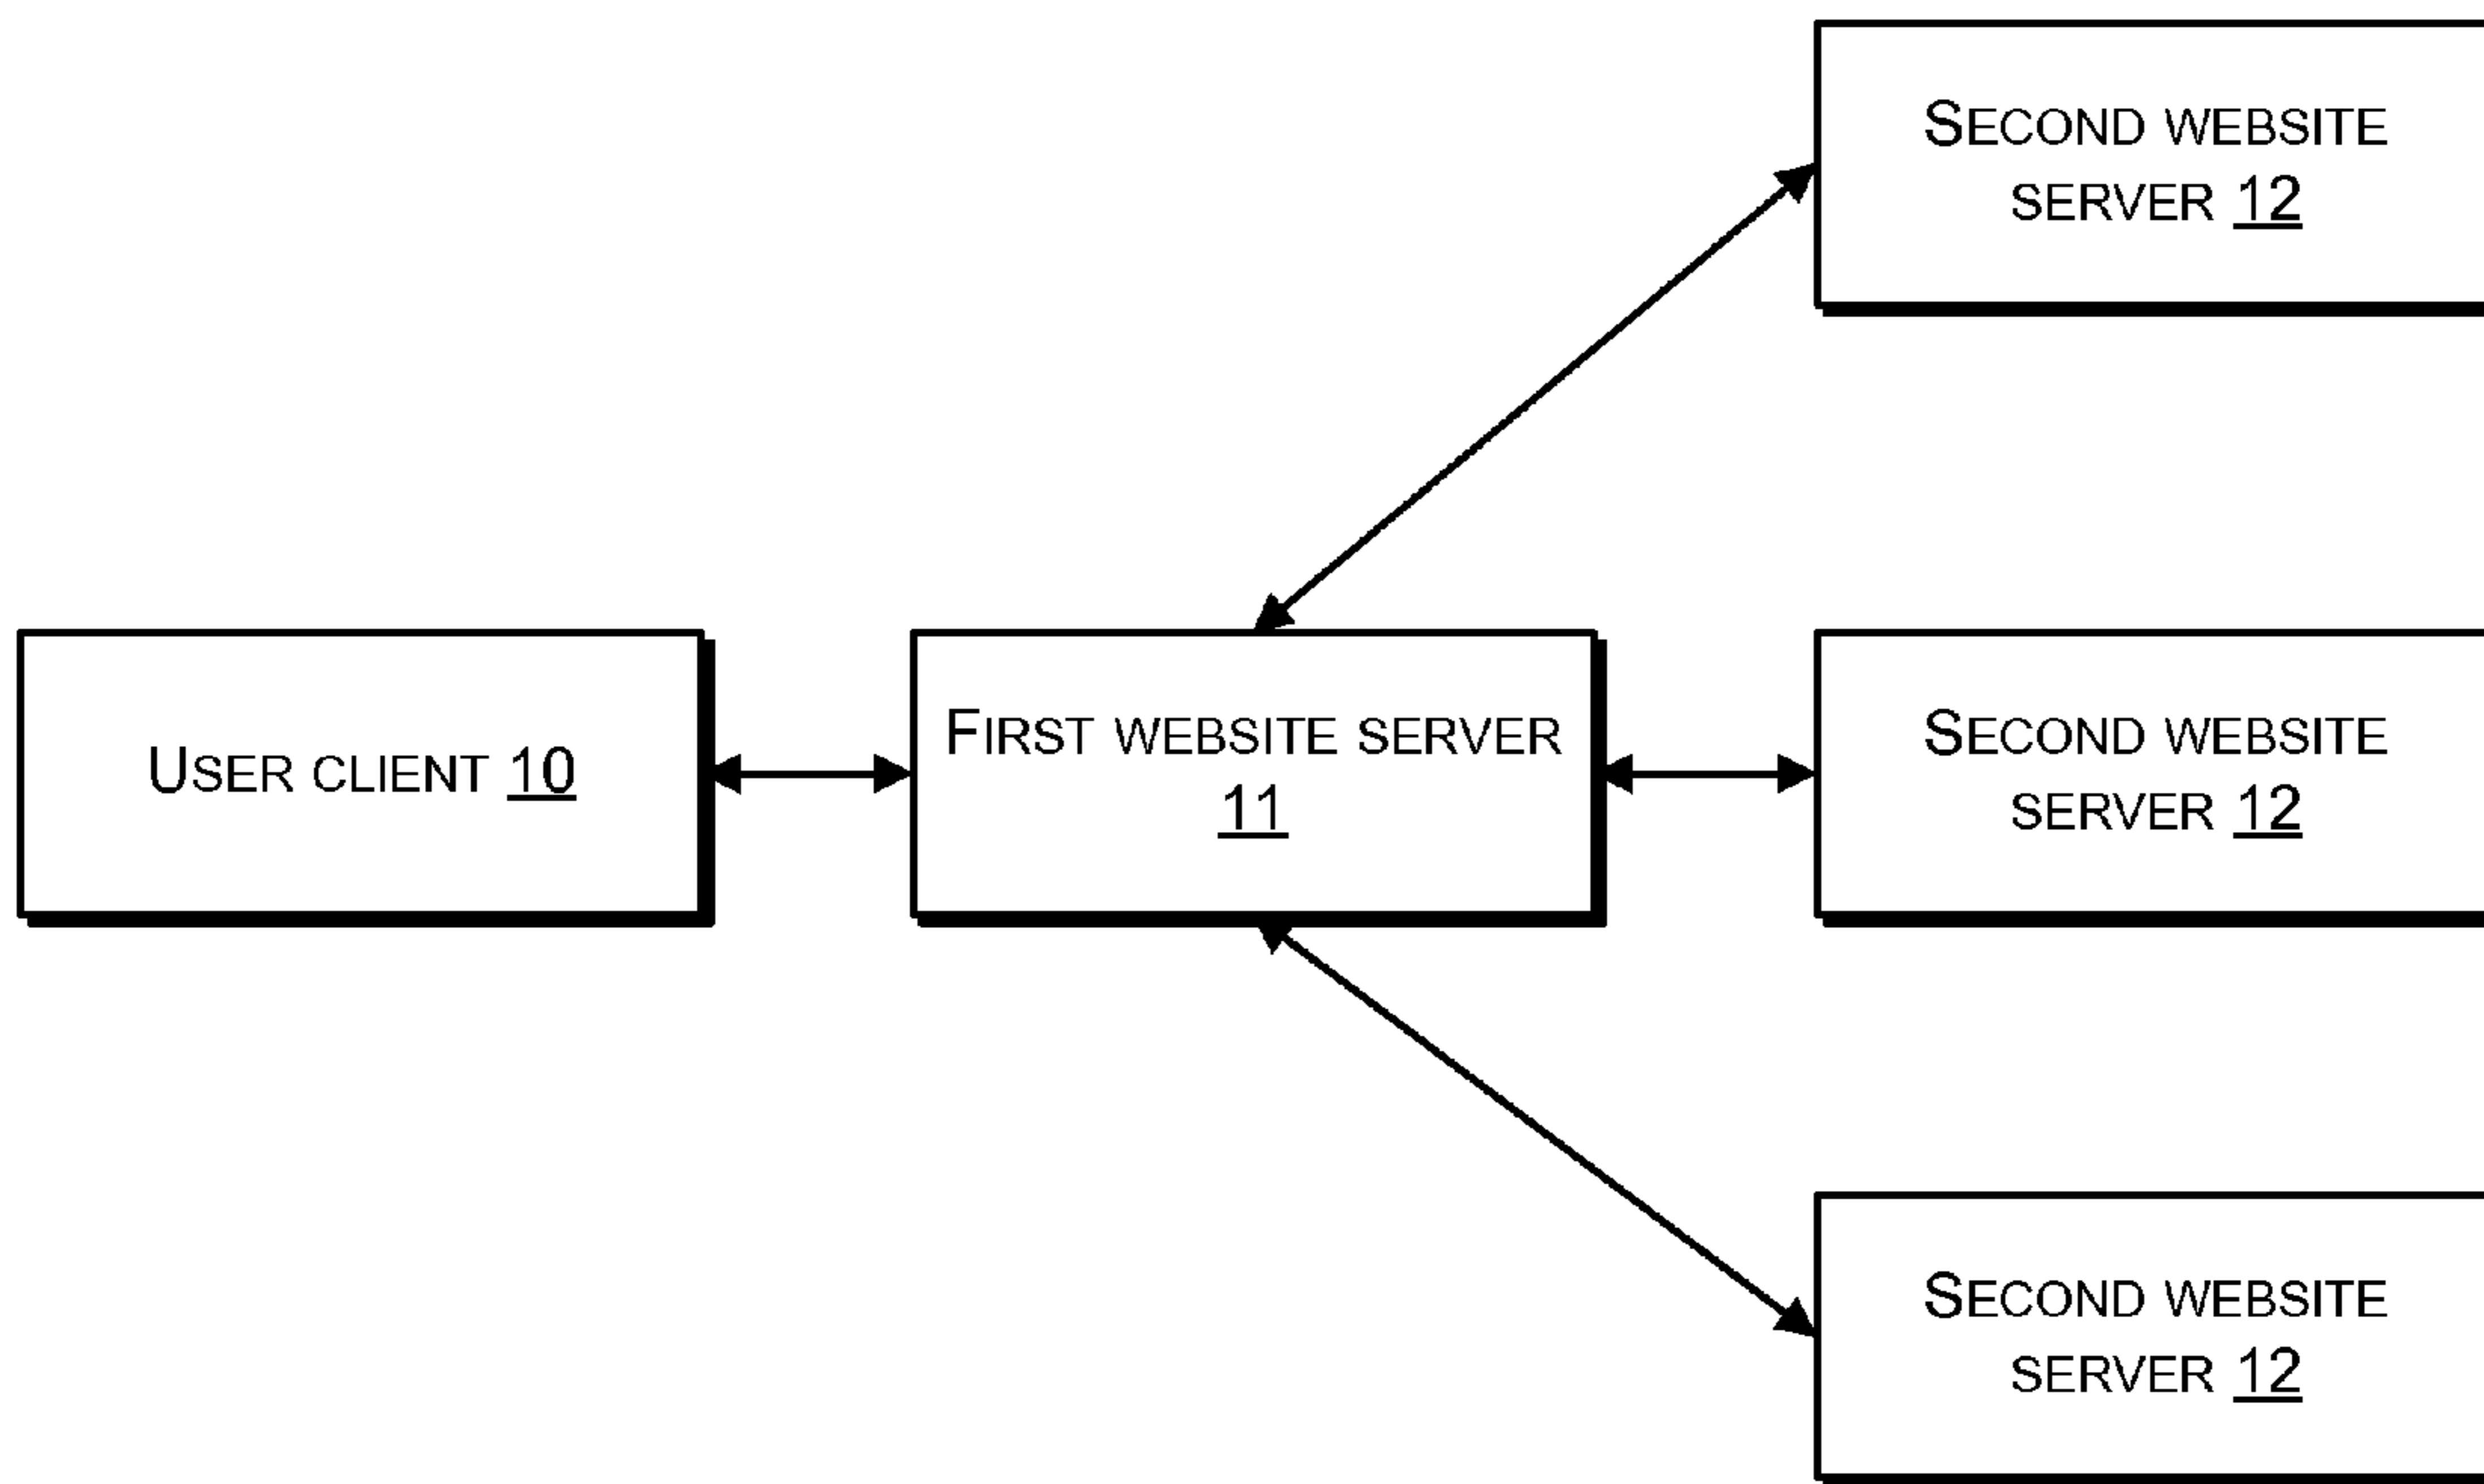 SECOND WEBSITE
SERVER 12
USER CLIENT 10
FIRST WEBSITE SERVER
11
SECOND WEBSITE
SERVER 12
SECOND WEBSITE
SERVER 12